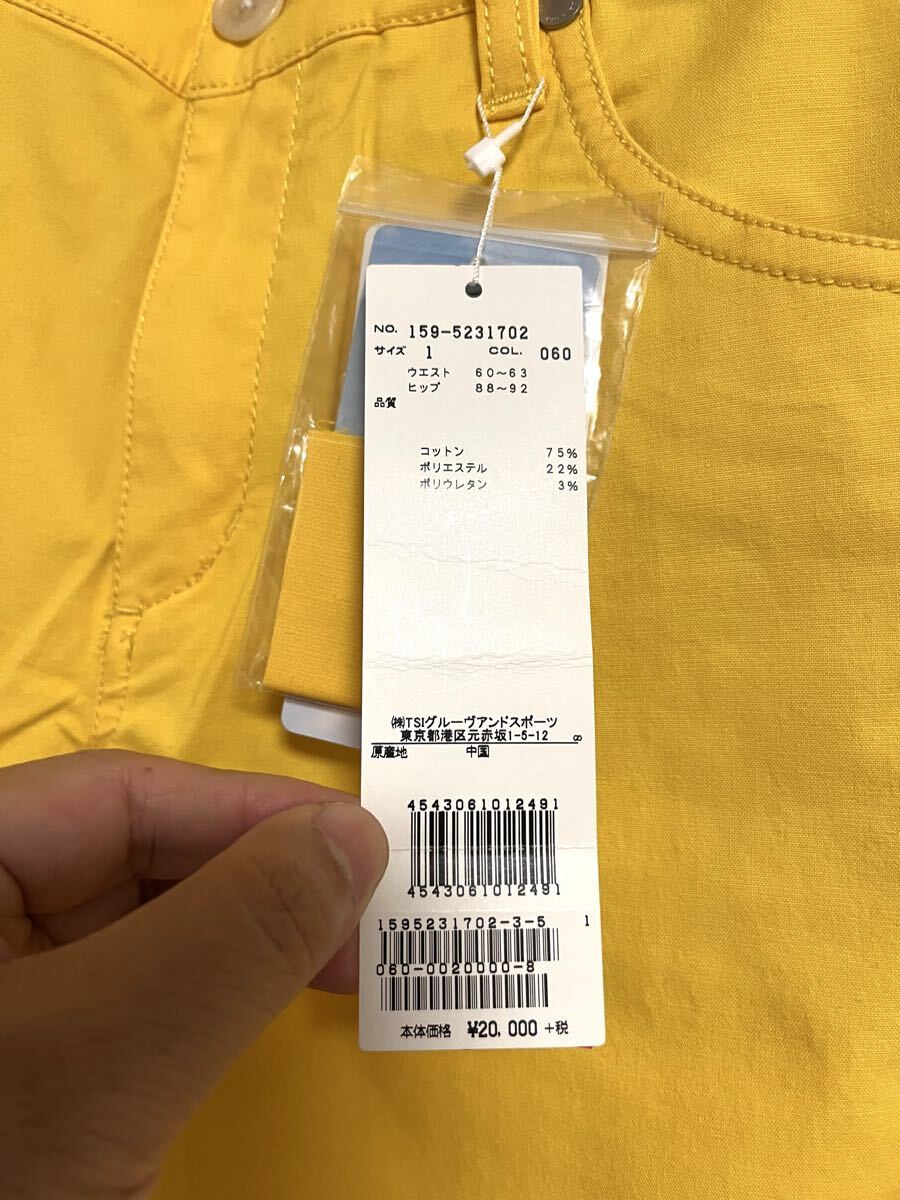 NO. 159-5231702
サイズ 1 COL. 060
ウエスト 60～63
ヒップ 88～92
品質
コットン 75%
ポリエステル 22%
ポリウレタン 3%
㈱TSIグルーヴアンドスポーツ
東京都港区元赤坂1-5-12 8
原産地 中国
4543061012491
4543061012491
1595231702-3-5 1
060-0020000-8
本体価格 ¥20,000 +税